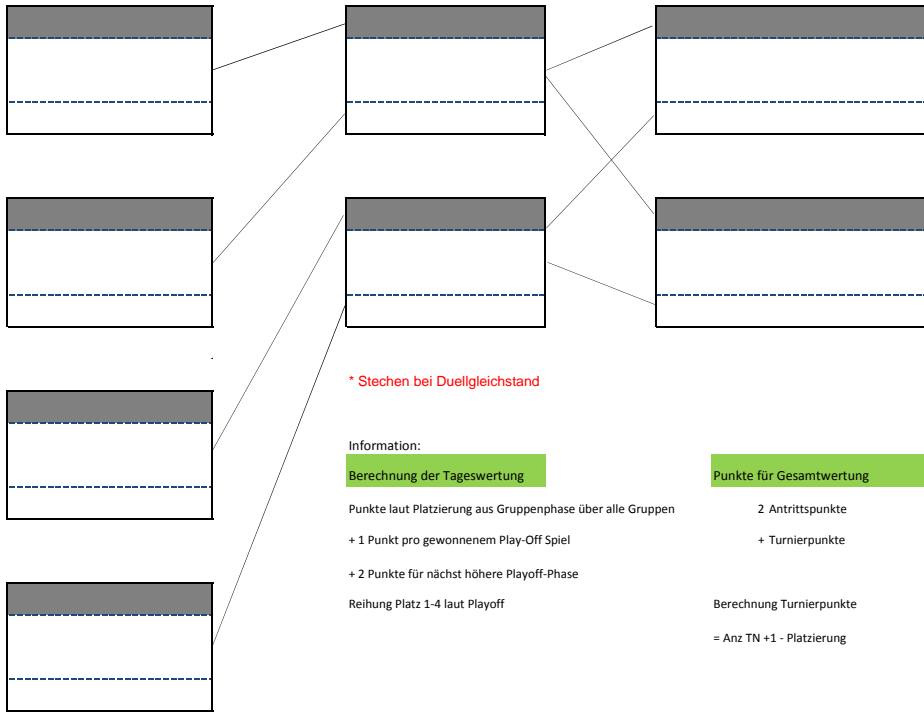 * Stechen bei Duellgleichstand
Information:
Berechnung der Tageswertung
Punkte laut Platzierung aus Gruppenphase über alle Gruppen
+ 1 Punkt pro gewonnenem Play-Off Spiel
+ 2 Punkte für nächst höhere Playoff-Phase
Reihung Platz 1-4 laut Playoff
Punkte für Gesamtwertung
2 Antrittspunkte
+ Turnierpunkte
Berechnung Turnierpunkte
= Anz TN +1 - Platzierung